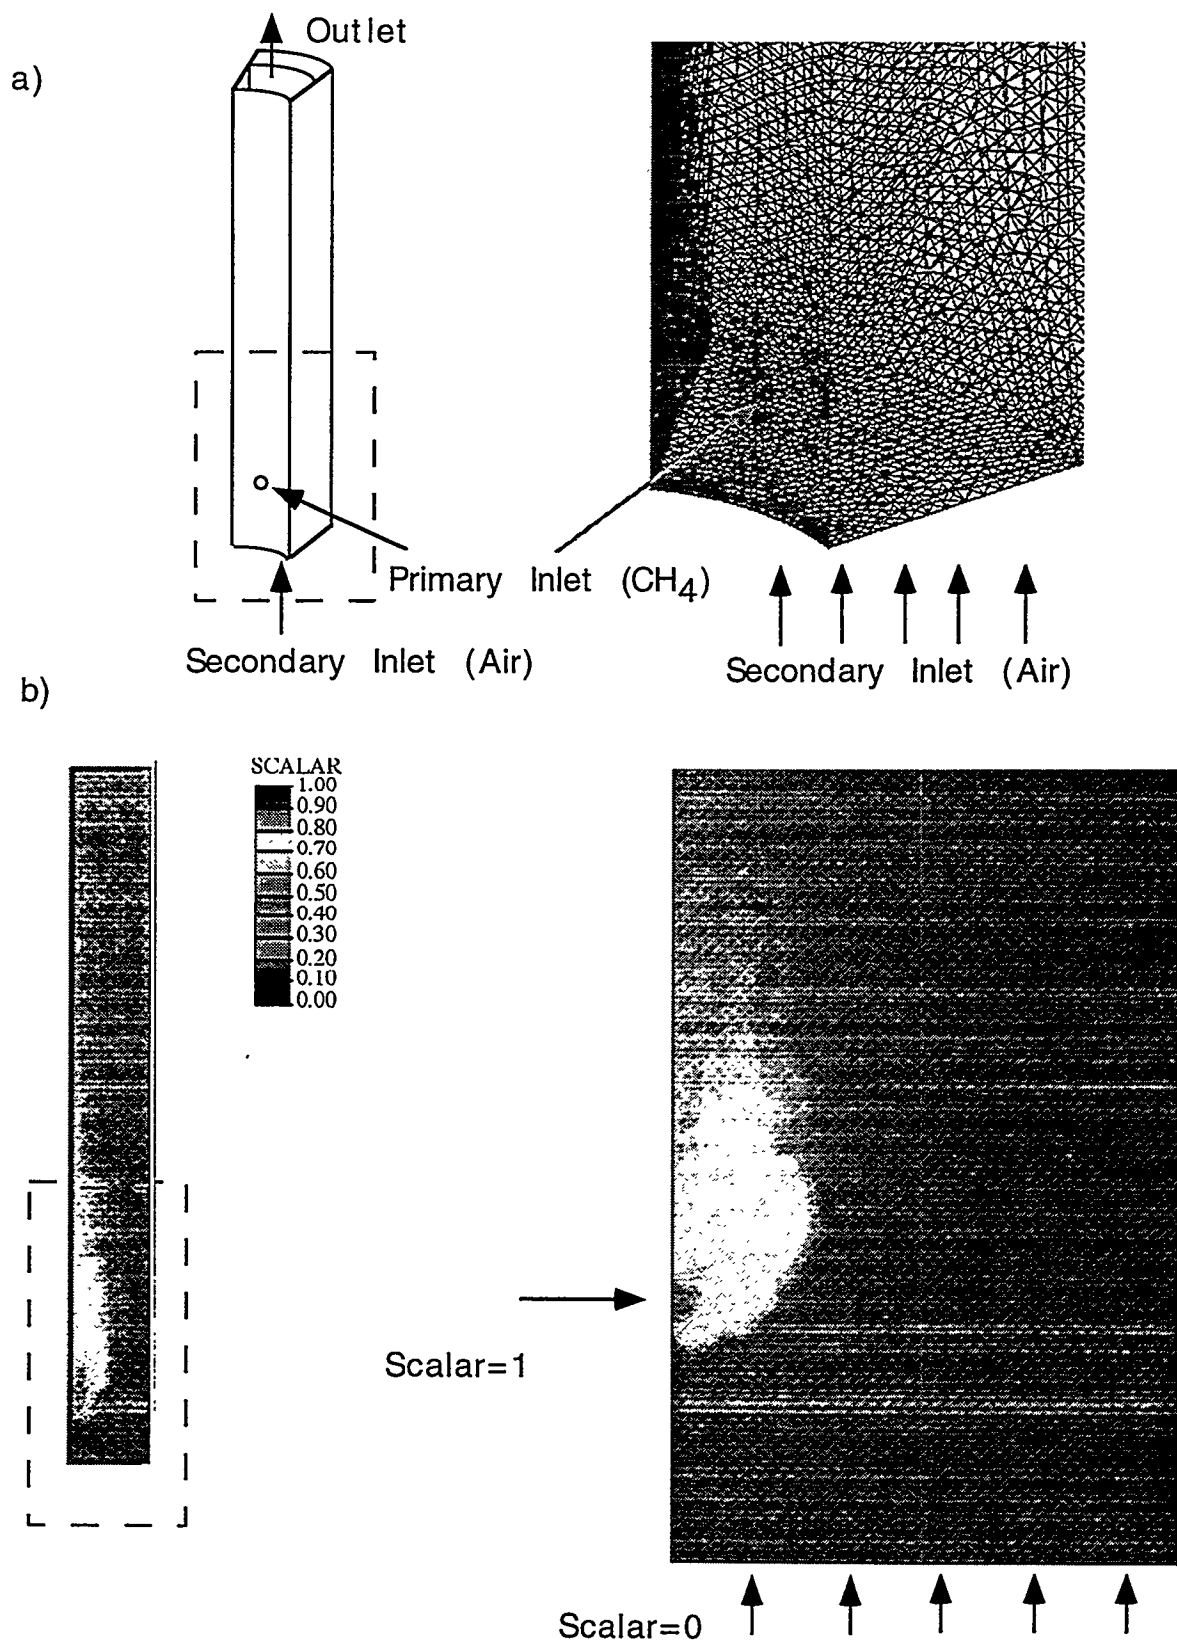 a)
Outlet
Primary Inlet (CH4)
Secondary Inlet (Air)
Secondary Inlet (Air)
b)
SCALAR
1.00
0.90
0.80
0.70
0.60
0.50
0.40
0.30
0.20
0.10
0.00
Scalar=1
Scalar=0